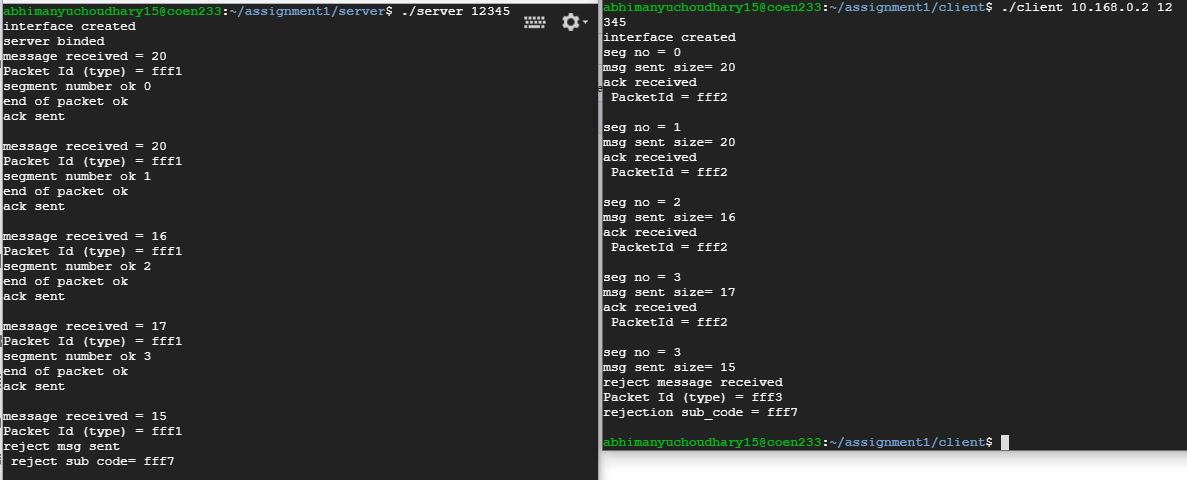 abhimanyuchoudhary15@coen233:~/assignment1/server$ ./server 12345
interface created
server binded
message received = 20
Packet Id (type) = fff1
segment number ok 0
end of packet ok
ack sent
message received = 20
Packet Id (type) = fff1
segment number ok 1
end of packet ok
ack sent
message received = 16
Packet Id (type) = fff1
segment number ok 2
end of packet ok
ack sent
message received = 17
Packet Id (type) = fff1
segment number ok 3
end of packet ok
ack sent
message received = 15
Packet Id (type) = fff1
reject msg sent
reject sub code= fff7
abhimanyuchoudhary15@coen233:~/assignment1/client$ ./client 10.168.0.2 12
345
interface created
seg no = 0
msg sent size= 20
ack received
PacketId = fff2
seg no = 1
msg sent size= 20
ack received
PacketId = fff2
seg no = 2
msg sent size= 16
ack received
PacketId = fff2
seg no = 3
msg sent size= 17
ack received
PacketId = fff2
seg no = 3
msg sent size= 15
reject message received
Packet Id (type) = fff3
rejection sub_code = fff7
abhimanyuchoudhary15@coen233:~/assignment1/client$